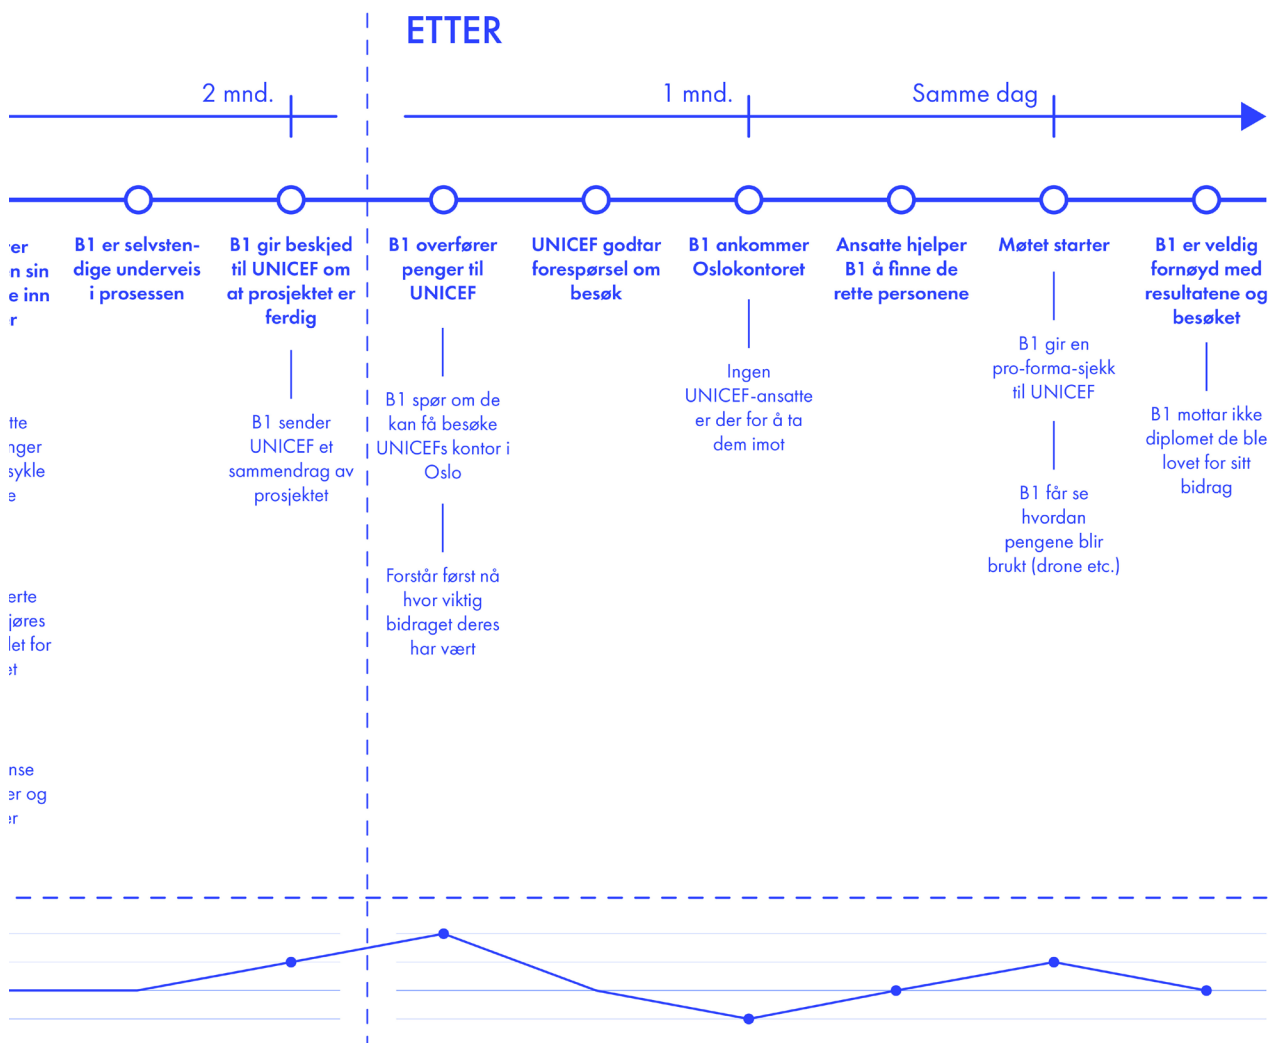 ETTER
2 mnd.
1 mnd.
Samme dag
n sin
e inn
B1 er selvsten-
dige underveis
i prosessen
B1 gir beskjed
til UNICEF om
at prosjektet er
ferdig
B1 sender
UNICEF et
sammendrag av
prosjektet
B1 overfører
penger til
UNICEF
B1 spør om de
kan få besøke
UNICEFs kontor i
Oslo
Forstår først nå
hvor viktig
bidraget deres
har vært
UNICEF godtar
forespørsel om
besøk
B1 ankommer
Oslokontoret
Ingen
UNICEF-ansatte
er der for å ta
dem imot
Ansatte hjelper
B1 å finne de
rette personene
Møtet starter
B1 gir en
pro-forma-sjekk
til UNICEF
B1 får se
hvordan
pengene blir
brukt (drone etc.)
B1 er veldig
fornøyd med
resultatene og
besøket
B1 mottar ikke
diplomet de ble
lovet for sitt
bidrag